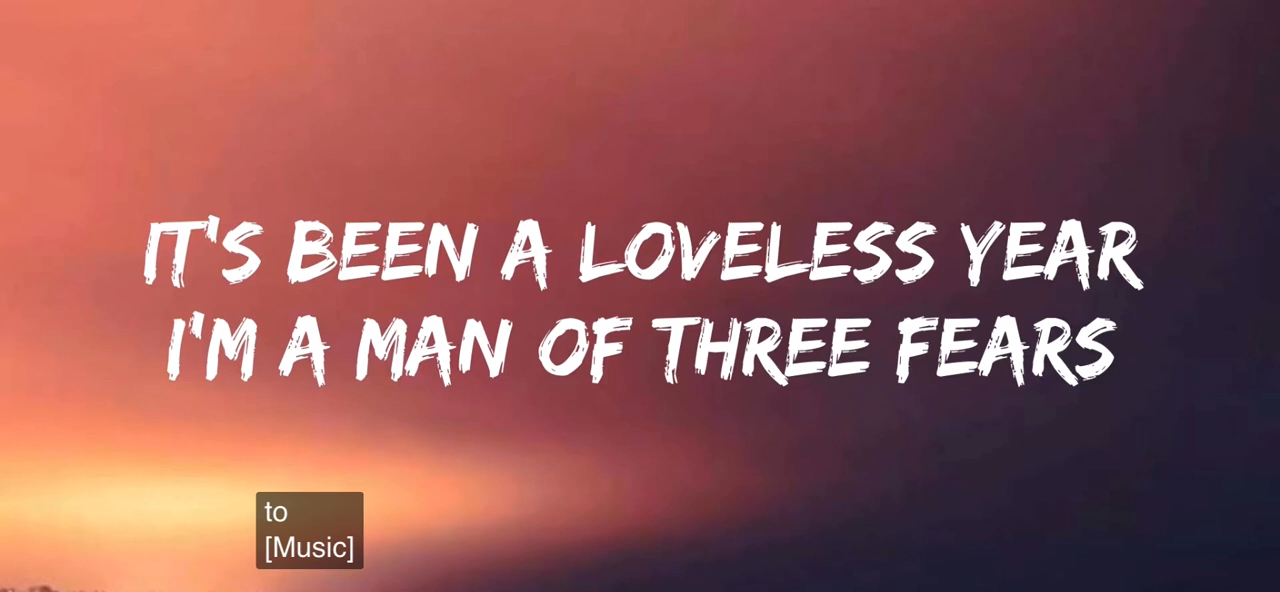 IT'S BEEN A LOVELESS YEAR
I'M A MAN OF THREE FEARS
to
[Music]